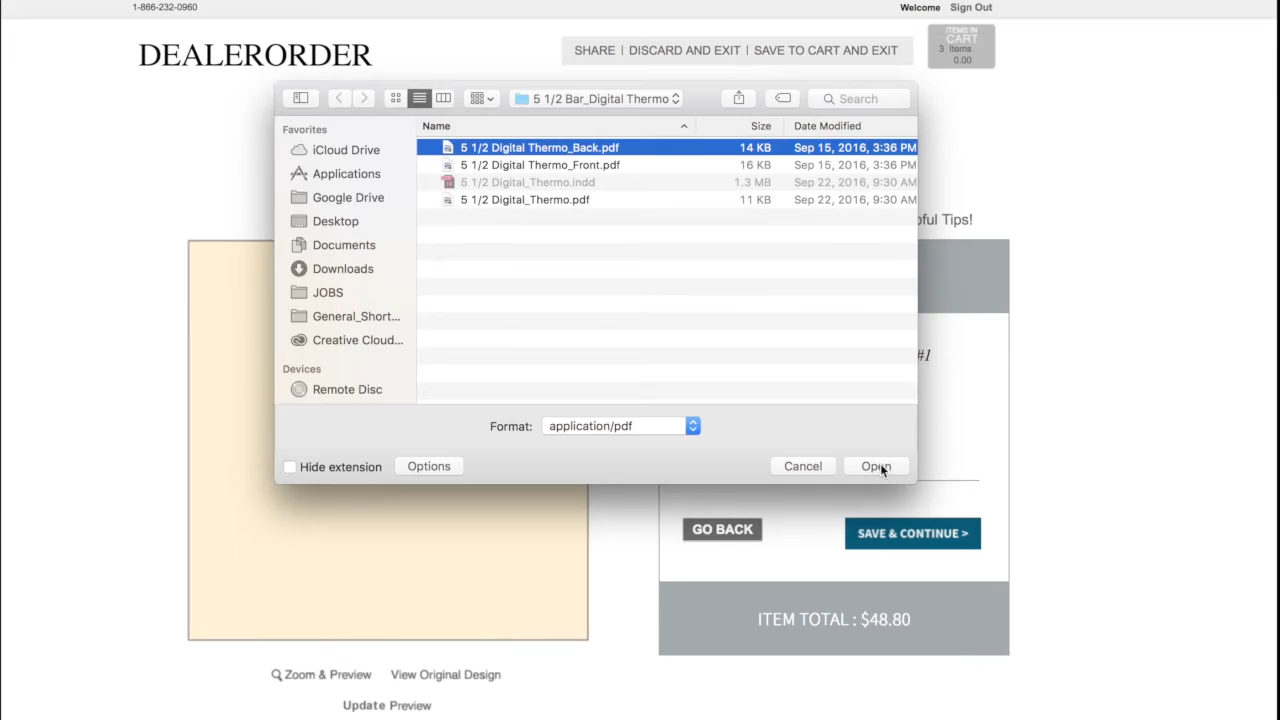 1-866-232-0960
Welcome Sign Out
DEALERORDER
SHARE | DISCARD AND EXIT | SAVE TO CART AND EXIT
ITEMS IN
CART
3 Items
0.00
5 1/2 Bar_Digital Thermo
Search
Favorites
iCloud Drive
Applications
Google Drive
Desktop
Documents
Downloads
JOBS
General_Short...
Creative Cloud...
Devices
Remote Disc
Name Size Date Modified
5 1/2 Digital Thermo_Back.pdf 14 KB Sep 15, 2016, 3:36 PM
5 1/2 Digital Thermo_Front.pdf 16 KB Sep 15, 2016, 3:36 PM
5 1/2 Digital_Thermo.indd 1.3 MB Sep 22, 2016, 9:30 AM
5 1/2 Digital_Thermo.pdf 11 KB Sep 22, 2016, 9:30 AM
Format: application/pdf
Hide extension Options Cancel Open
pful Tips!
#1
GO BACK SAVE & CONTINUE >
ITEM TOTAL : $48.80
Zoom & Preview View Original Design
Update Preview